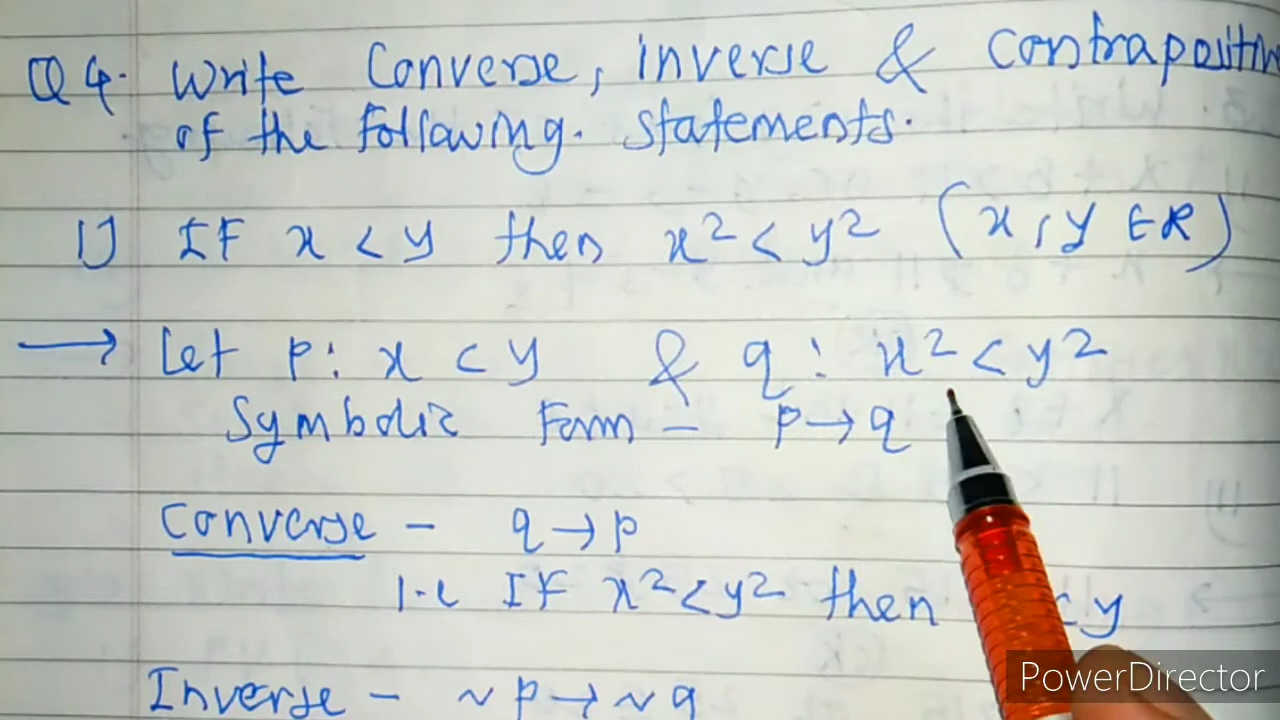 Q4. Write Converse, inverse & contrapositiv
of the following. statements.
1) IF x < y then x² < y² (x, y ∈ R)
→ Let p: x < y & q: x² < y²
Symbolic Form – p → q
Converse – q → p
i.e IF x² < y² then < y
Inverse – ~p → ~q
PowerDirector